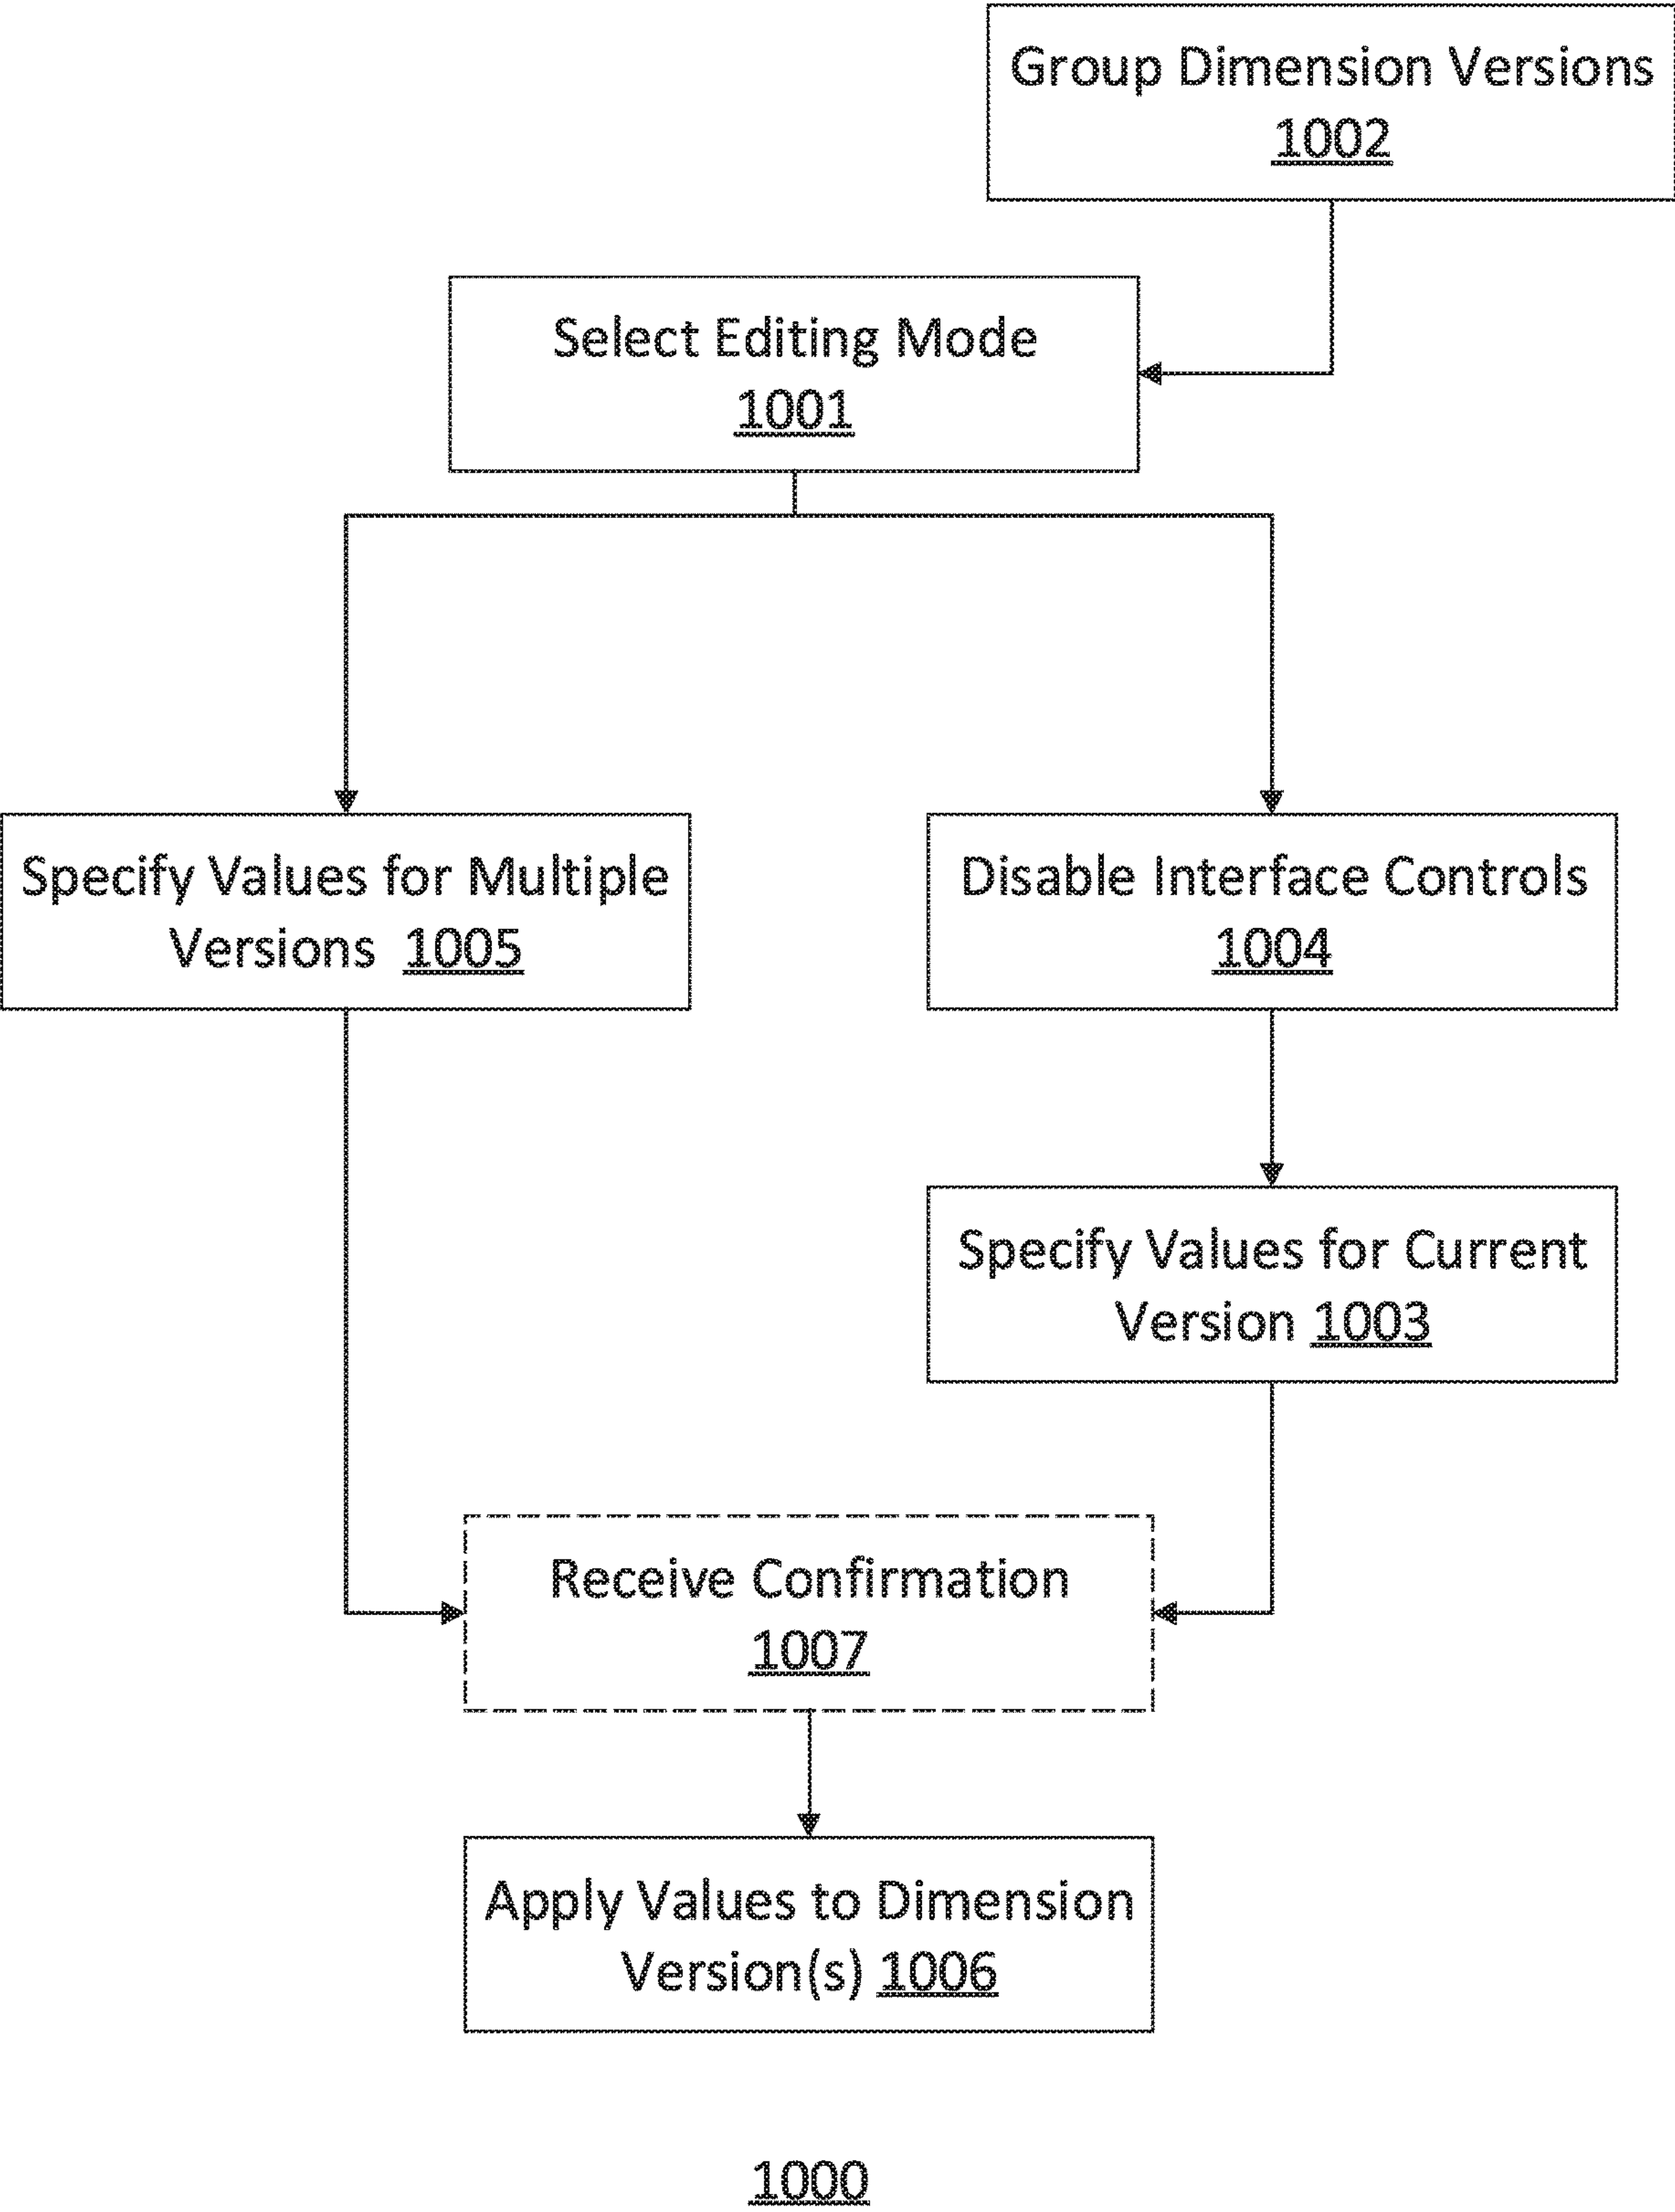 Group Dimension Versions
1002
Select Editing Mode
1001
Specify Values for Multiple
Versions 1005
Disable Interface Controls
1004
Specify Values for Current
Version 1003
Receive Confirmation
1007
Apply Values to Dimension
Version(s) 1006
1000